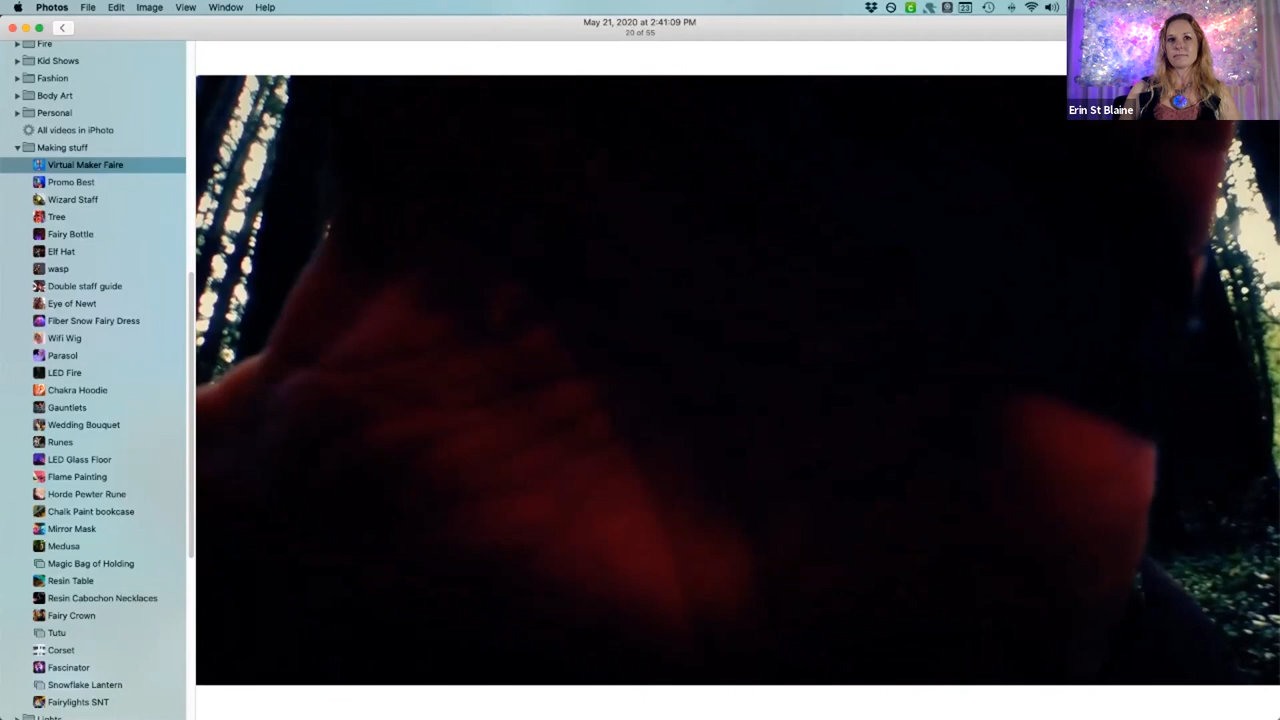 Photos File Edit Image View Window Help
May 21, 2020 at 2:41:09 PM
20 of 55
Erin St Blaine
Fire
Kid Shows
Fashion
Body Art
Personal
All videos in iPhoto
Making stuff
Virtual Maker Faire
Promo Best
Wizard Staff
Tree
Fairy Bottle
Elf Hat
wasp
Double staff guide
Eye of Newt
Fiber Snow Fairy Dress
Wifi Wig
Parasol
LED Fire
Chakra Hoodie
Gauntlets
Wedding Bouquet
Runes
LED Glass Floor
Flame Painting
Horde Pewter Rune
Chalk Paint bookcase
Mirror Mask
Medusa
Magic Bag of Holding
Resin Table
Resin Cabochon Necklaces
Fairy Crown
Tutu
Corset
Fascinator
Snowflake Lantern
Fairylights SNT
Lights